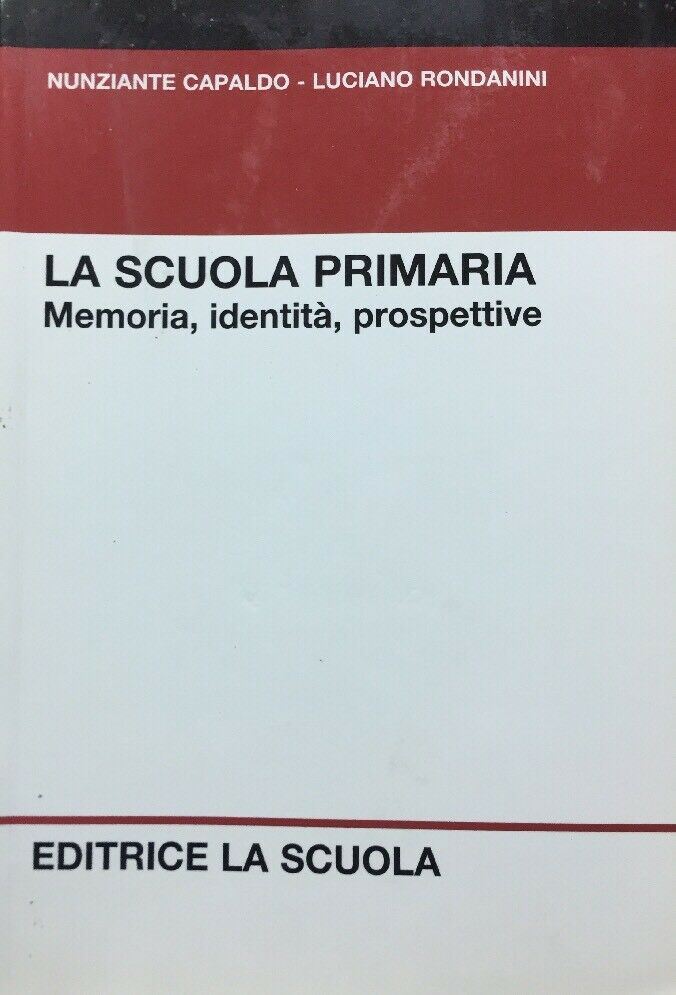 NUNZIANTE CAPALDO - LUCIANO RONDANINI
LA SCUOLA PRIMARIA
Memoria, identità, prospettive
EDITRICE LA SCUOLA